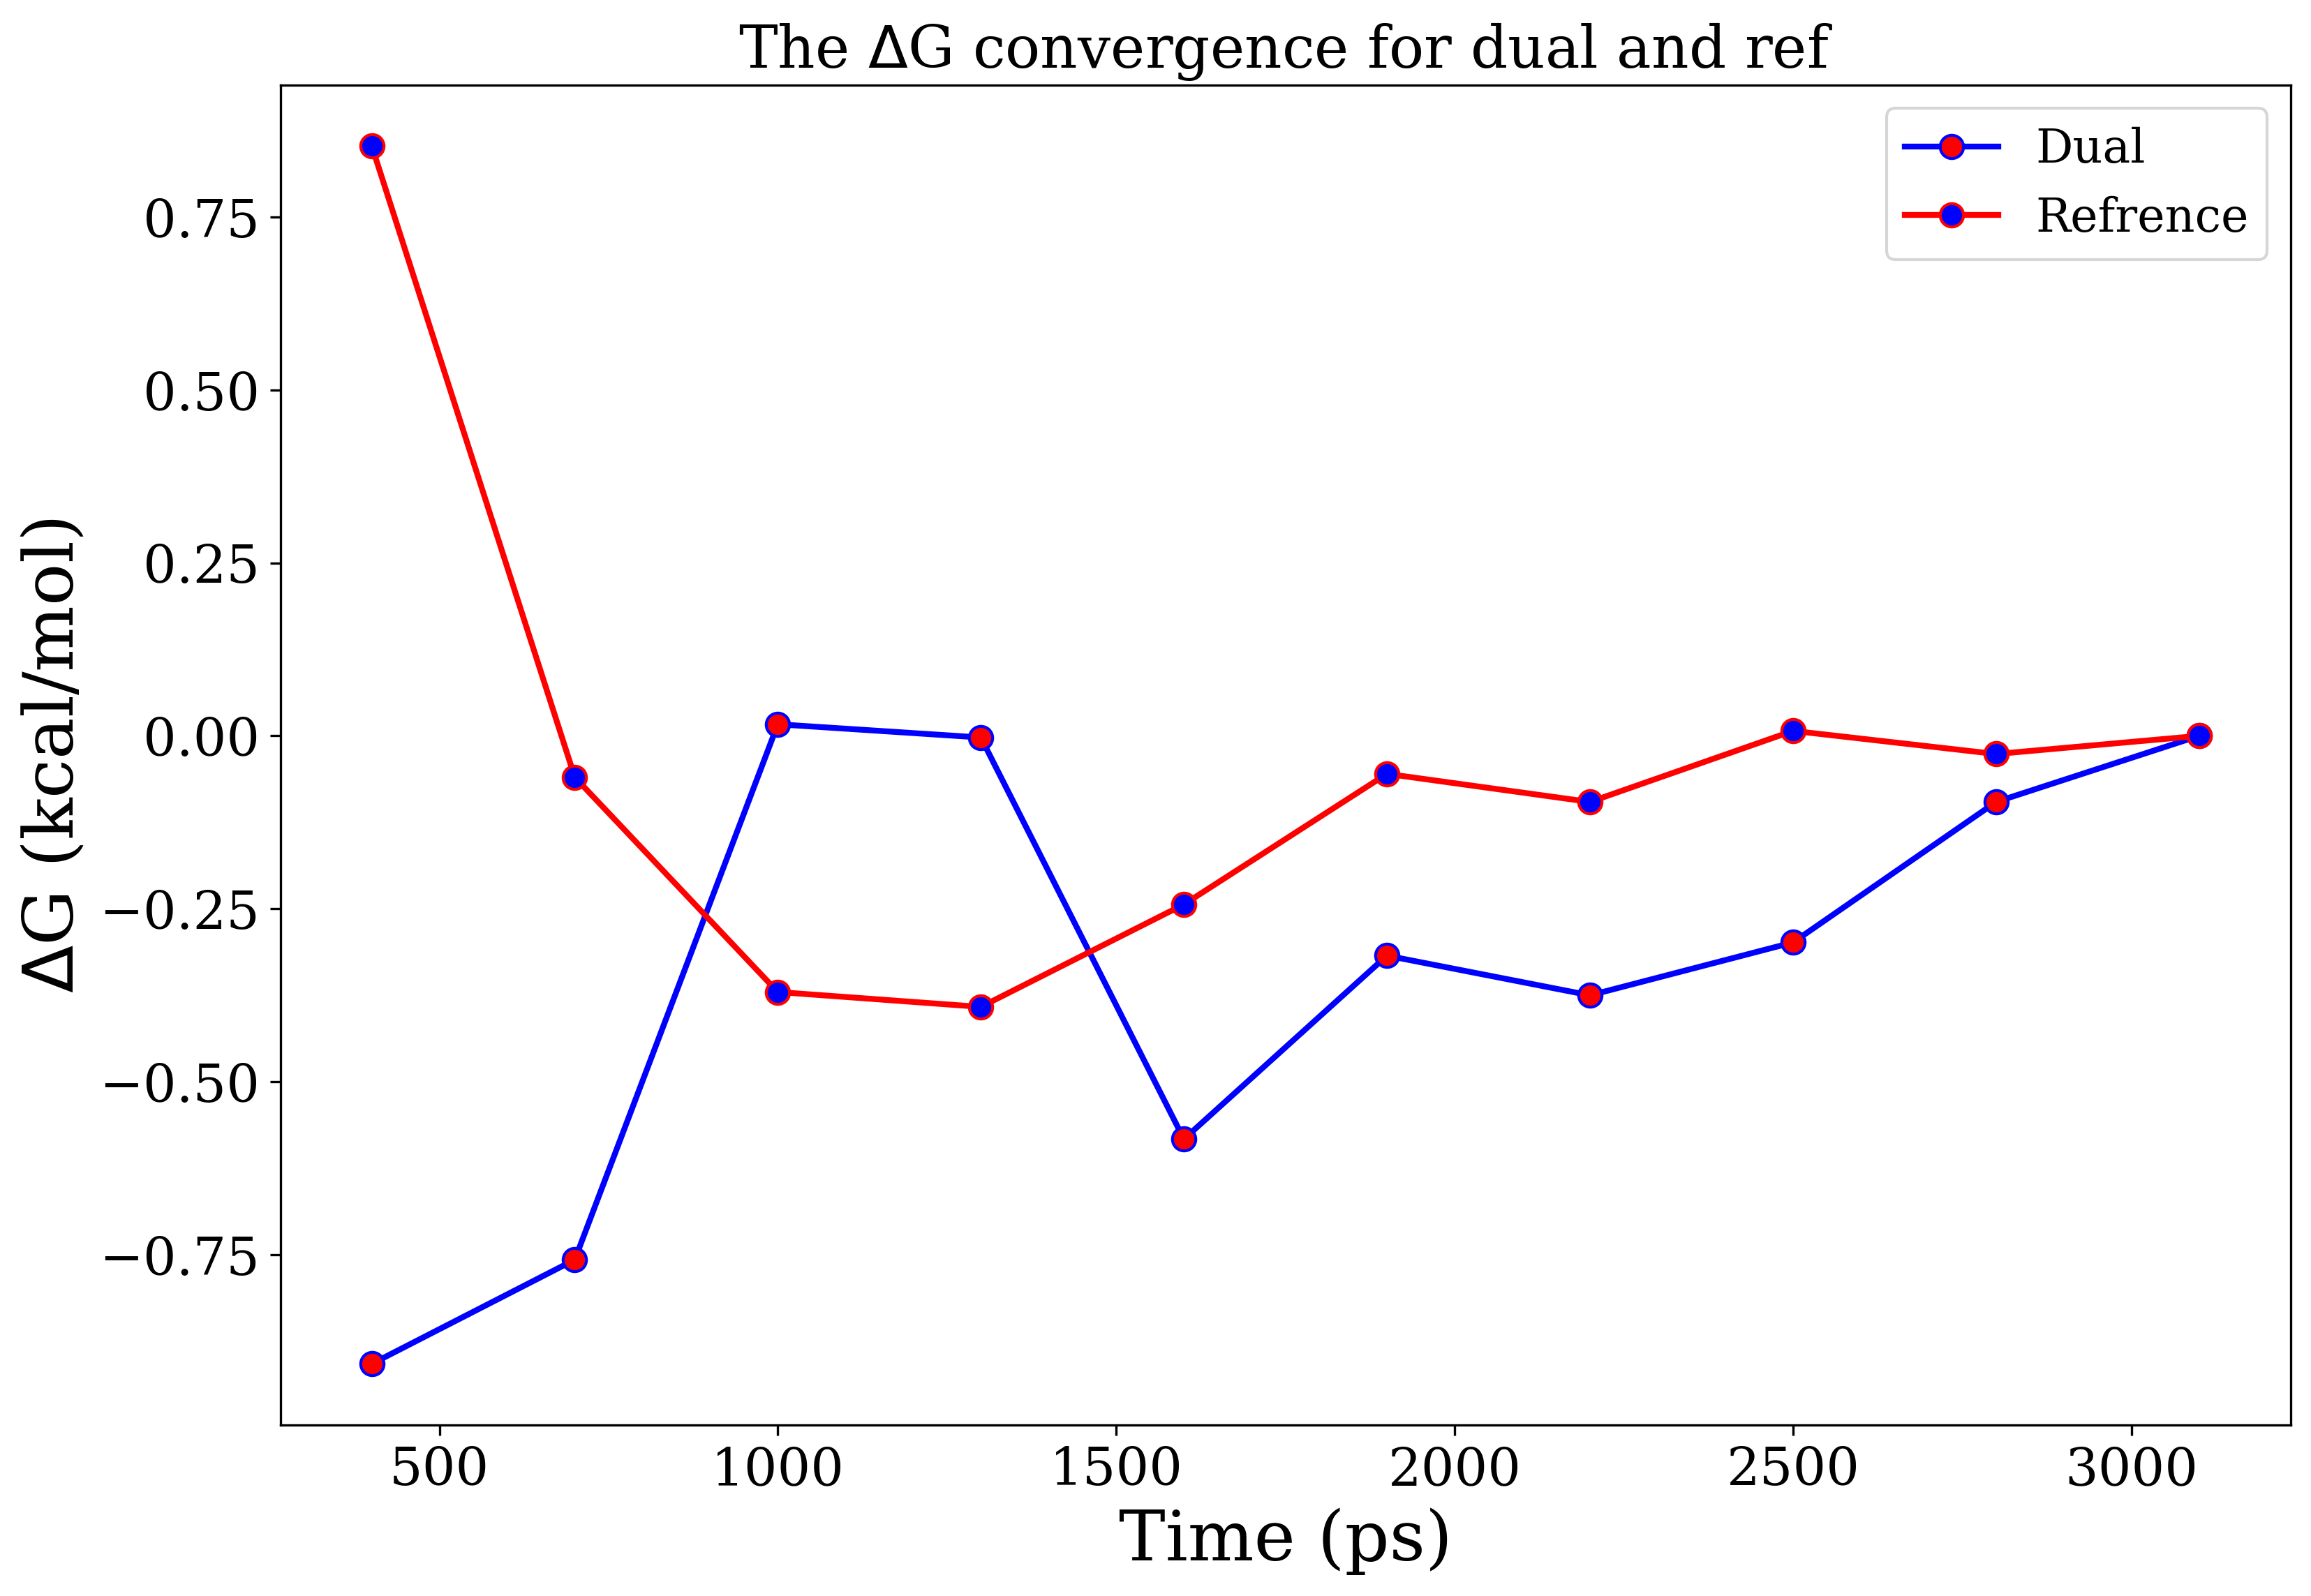 The ΔG convergence for dual and ref
Dual
Refrence
ΔG (kcal/mol)
0.75
0.50
0.25
0.00
−0.25
−0.50
−0.75
500 1000 1500 2000 2500 3000
Time (ps)